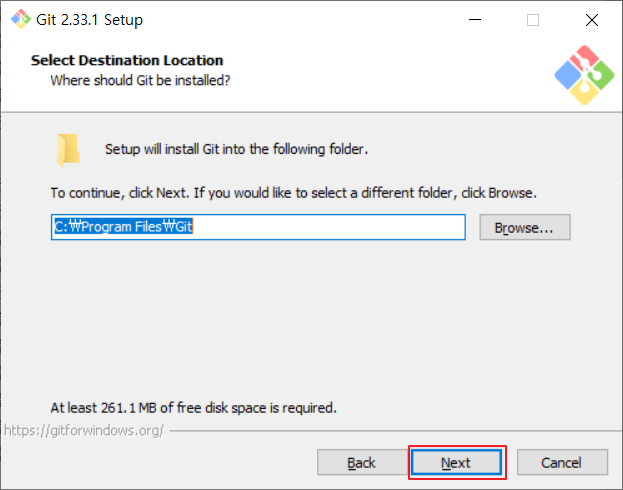 Git 2.33.1 Setup
Select Destination Location
Where should Git be installed?
Setup will install Git into the following folder.
To continue, click Next. If you would like to select a different folder, click Browse.
C:₩Program Files₩Git
Browse...
At least 261.1 MB of free disk space is required.
https://gitforwindows.org/
Back
Next
Cancel